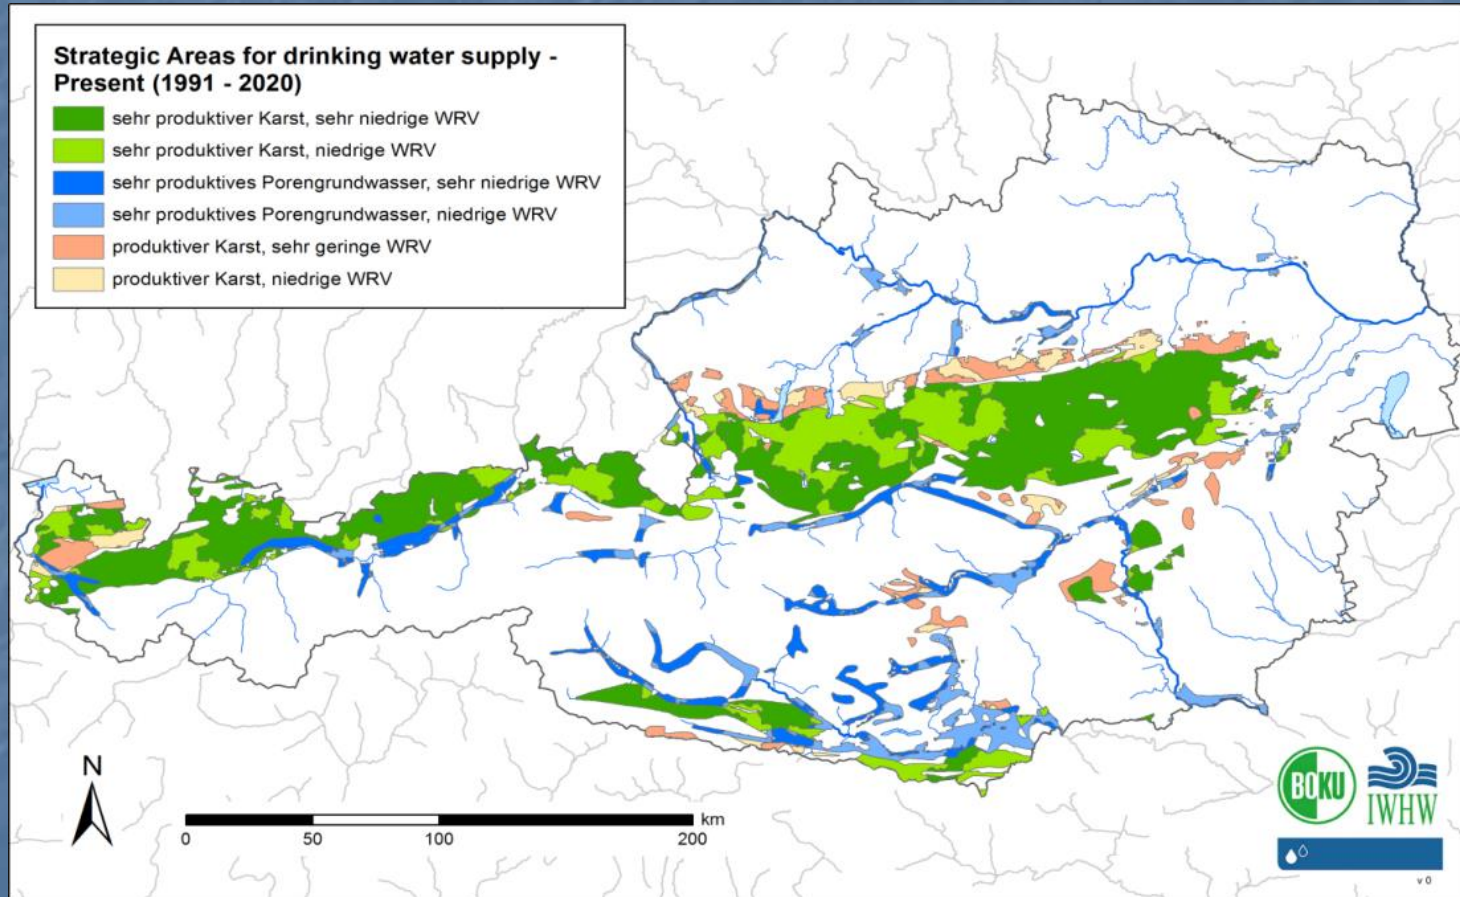 Strategic Areas for drinking water supply -
Present (1991 - 2020)
sehr produktiver Karst, sehr niedrige WRV
sehr produktiver Karst, niedrige WRV
sehr produktives Porengrundwasser, sehr niedrige WRV
sehr produktives Porengrundwasser, niedrige WRV
produktiver Karst, sehr geringe WRV
produktiver Karst, niedrige WRV
N
km
0 50 100 200
BOKU
IWHW
v 0